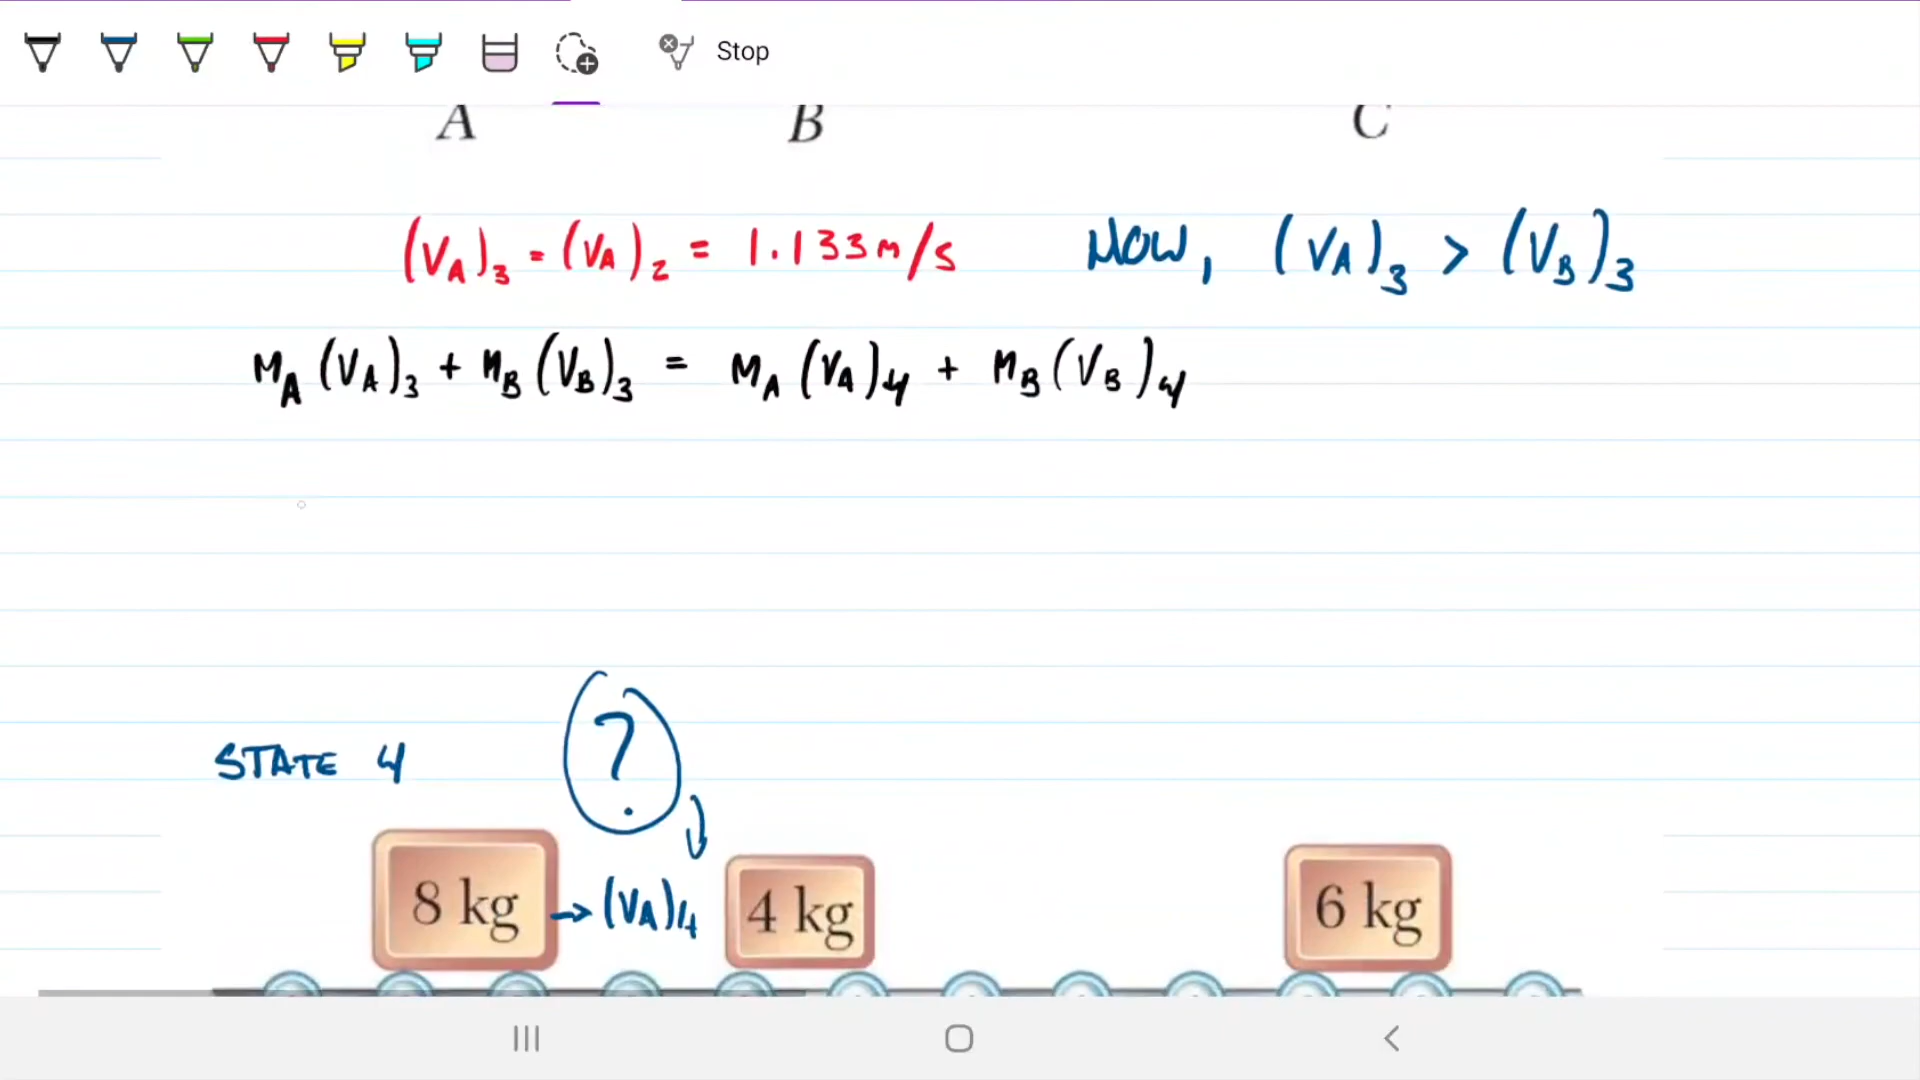 Stop
A B C
(VA)3 = (VA)2 = 1.133m/s Now, (VA)3 > (VB)3
MA (VA)3 + MB (VB)3 = MA (VA)4 + MB (VB)4
?
STATE 4
8 kg → (VA)4 4 kg 6 kg